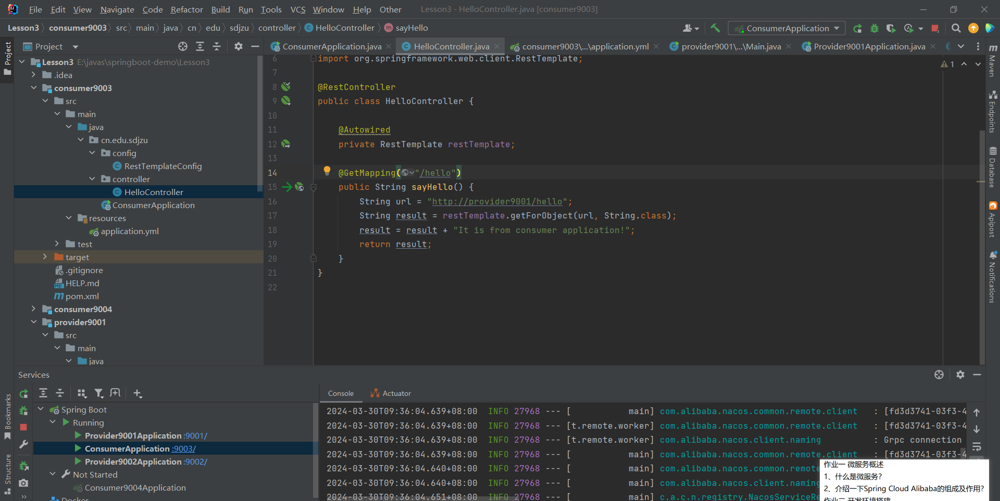 File Edit View Navigate Code Refactor Build Run Tools VCS Window Help Other Lesson3 - HelloController.java [consumer9003]
Lesson3 consumer9003 src main java cn edu sdjzu controller HelloController sayHello
ConsumerApplication
Project
ConsumerApplication.java HelloController.java consumer9003\...\application.yml provider9001\...\Main.java Provider9001Application.java
Project
Lesson3 E:\javas\springboot-demo\Lesson3
.idea
consumer9003
src
main
java
cn.edu.sdjzu
config
RestTemplateConfig
controller
HelloController
ConsumerApplication
resources
application.yml
test
target
.gitignore
HELP.md
pom.xml
consumer9004
provider9001
src
main
java
6 import org.springframework.web.client.RestTemplate;
7
8 @RestController
9 public class HelloController {
10
11 @Autowired
12 private RestTemplate restTemplate;
13
14 @GetMapping("/hello")
15 public String sayHello() {
16 String url = "http://provider9001/hello";
17 String result = restTemplate.getForObject(url, String.class);
18 result = result + "It is from consumer application!";
19 return result;
20 }
21 }
22
1
Maven
Endpoints
Database
Apipost
Notifications
Services
Bookmarks
Structure
Spring Boot
Running
Provider9001Application :9001/
ConsumerApplication :9003/
Provider9002Application :9002/
Not Started
Consumer9004Application
Docker
Console Actuator
2024-03-30T09:36:04.639+08:00 INFO 27968 --- [ main] com.alibaba.nacos.common.remote.client : [fd3d3741-03f3-4
2024-03-30T09:36:04.639+08:00 INFO 27968 --- [t.remote.worker] com.alibaba.nacos.common.remote.client : [fd3d3741-03f3-4
2024-03-30T09:36:04.639+08:00 INFO 27968 --- [t.remote.worker] com.alibaba.nacos.client.naming : Grpc connection
2024-03-30T09:36:04.639+08:00 INFO 27968 --- [ main] com.alibaba.nacos.common.remote.client : [fd3d3741-03f3-4
2024-03-30T09:36:04.640+08:00 INFO 27968 --- [ main] com.alibaba.nacos.common.remote
2024-03-30T09:36:04.640+08:00 INFO 27968 --- [ main] com.alibaba.nacos.client.naming
2024-03-30T09:36:04.651+08:00 INFO 27968 --- [ main] c.a.c.n.registry.NacosServiceRe
作业一 微服务概述
1、什么是微服务?
2、介绍一下Spring Cloud Alibaba的组成及作用?
作业二 开发环境搭建